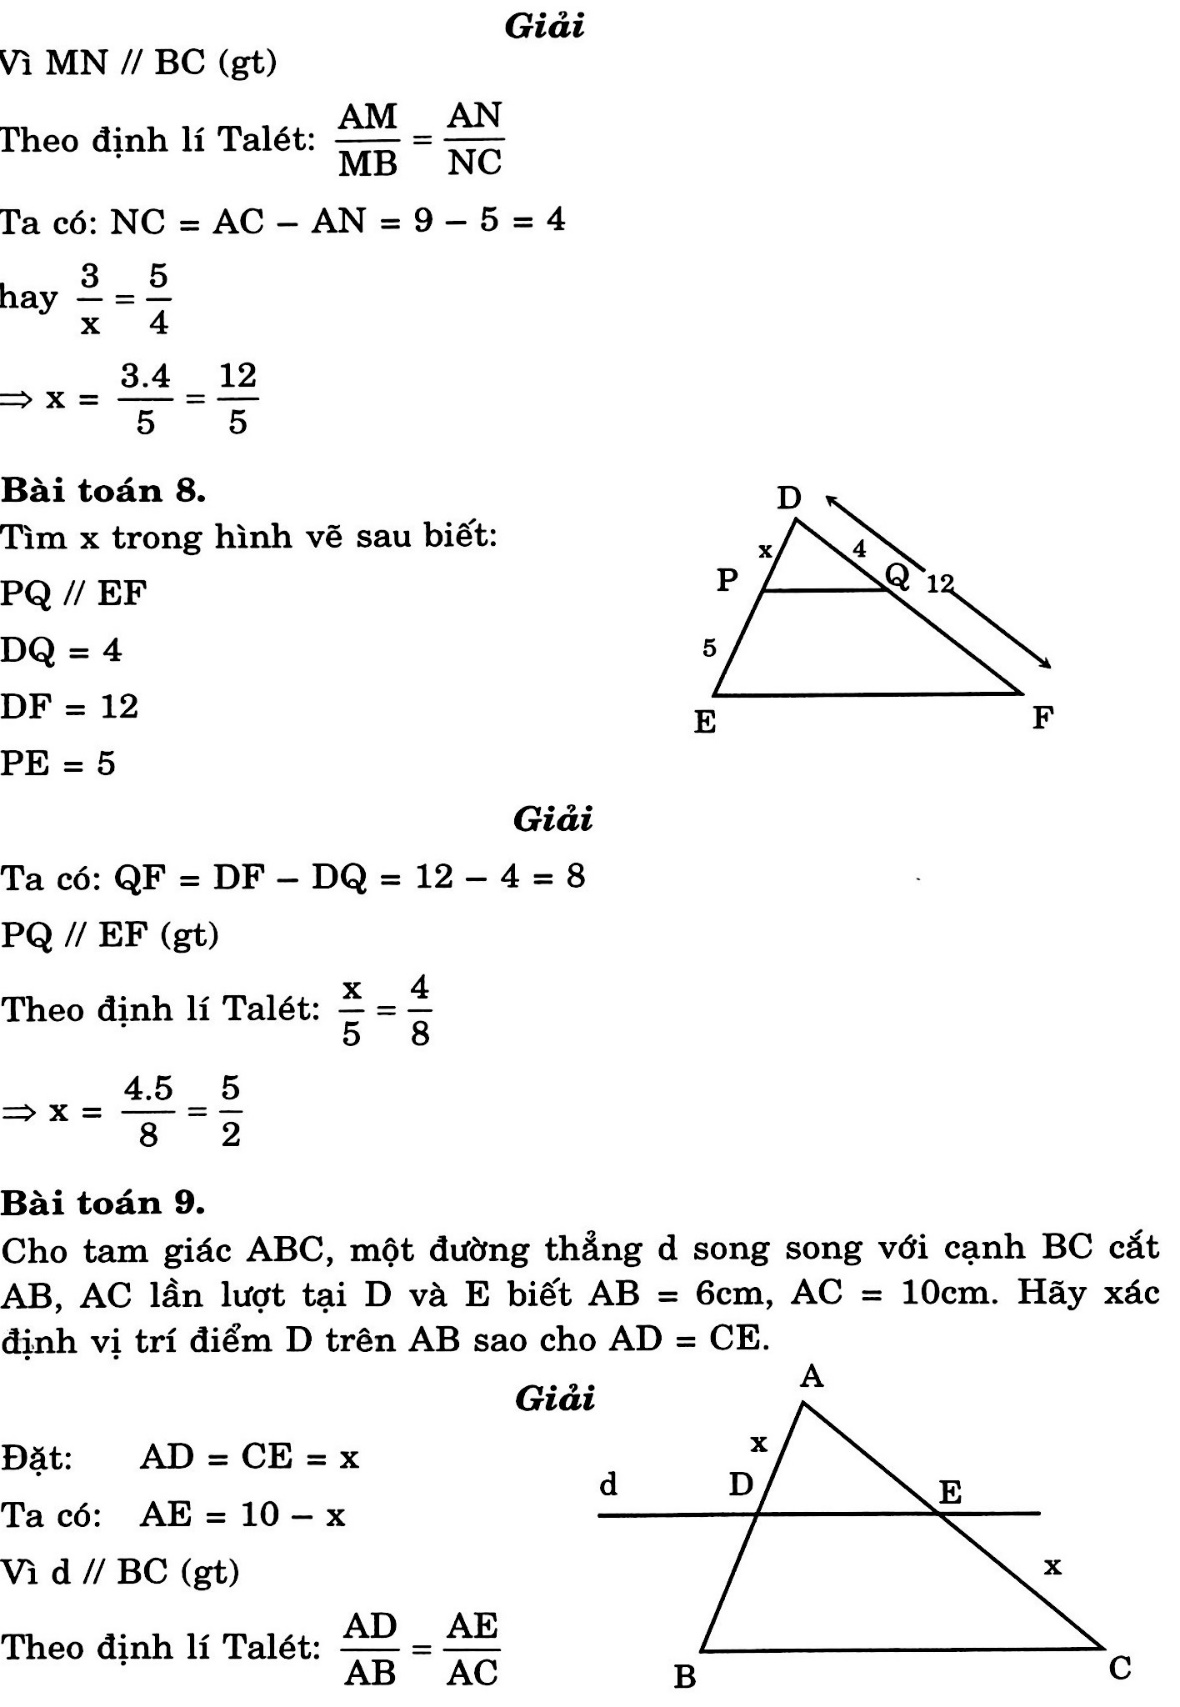 Giải
Vì MN // BC (gt)
Theo định lí Talét: AM/MB = AN/NC
Ta có: NC = AC – AN = 9 – 5 = 4
hay 3/x = 5/4
⇒ x = 3.4/5 = 12/5
Bài toán 8.
Tìm x trong hình vẽ sau biết:
PQ // EF
DQ = 4
DF = 12
PE = 5
D
x
4
P
Q
12
5
E
F
Giải
Ta có: QF = DF – DQ = 12 – 4 = 8
PQ // EF (gt)
Theo định lí Talét: x/5 = 4/8
⇒ x = 4.5/8 = 5/2
Bài toán 9.
Cho tam giác ABC, một đường thẳng d song song với cạnh BC cắt
AB, AC lần lượt tại D và E biết AB = 6cm, AC = 10cm. Hãy xác
định vị trí điểm D trên AB sao cho AD = CE.
Giải
Đặt: AD = CE = x
Ta có: AE = 10 – x
Vì d // BC (gt)
Theo định lí Talét: AD/AB = AE/AC
A
x
d
D
E
x
B
C